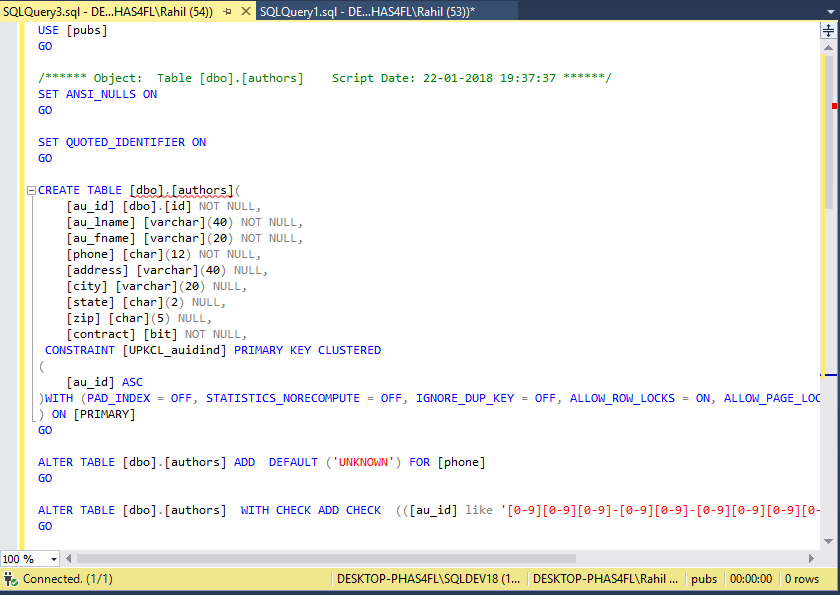 SQLQuery3.sql - DE...HAS4FL\Rahil (54))
SQLQuery1.sql - DE...HAS4FL\Rahil (53))*
USE [pubs]
GO
/****** Object:  Table [dbo].[authors]    Script Date: 22-01-2018 19:37:37 ******/
SET ANSI_NULLS ON
GO
SET QUOTED_IDENTIFIER ON
GO
CREATE TABLE [dbo].[authors](
    [au_id] [dbo].[id] NOT NULL,
    [au_lname] [varchar](40) NOT NULL,
    [au_fname] [varchar](20) NOT NULL,
    [phone] [char](12) NOT NULL,
    [address] [varchar](40) NULL,
    [city] [varchar](20) NULL,
    [state] [char](2) NULL,
    [zip] [char](5) NULL,
    [contract] [bit] NOT NULL,
 CONSTRAINT [UPKCL_auidind] PRIMARY KEY CLUSTERED
(
    [au_id] ASC
)WITH (PAD_INDEX = OFF, STATISTICS_NORECOMPUTE = OFF, IGNORE_DUP_KEY = OFF, ALLOW_ROW_LOCKS = ON, ALLOW_PAGE_LOC
) ON [PRIMARY]
GO
ALTER TABLE [dbo].[authors] ADD  DEFAULT ('UNKNOWN') FOR [phone]
GO
ALTER TABLE [dbo].[authors]  WITH CHECK ADD CHECK  (([au_id] like '[0-9][0-9][0-9]-[0-9][0-9]-[0-9][0-9][0-9][0-
GO
100 %
Connected. (1/1)
DESKTOP-PHAS4FL\SQLDEV18 (1...
DESKTOP-PHAS4FL\Rahil ...
pubs
00:00:00
0 rows